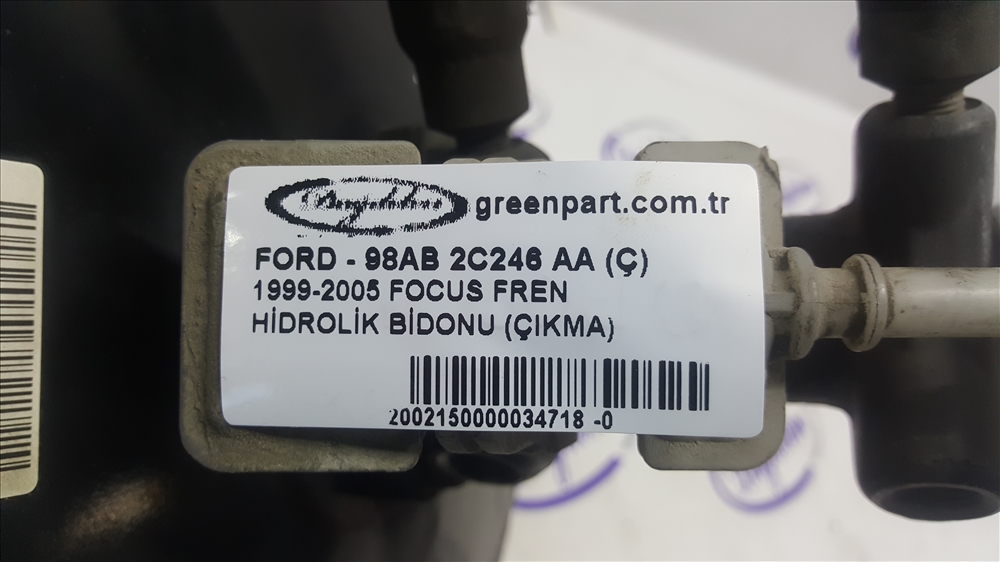 greenpart.com.tr
FORD - 98AB 2C246 AA (Ç)
1999-2005 FOCUS FREN
HİDROLİK BİDONU (ÇIKMA)
2002150000034718 -0